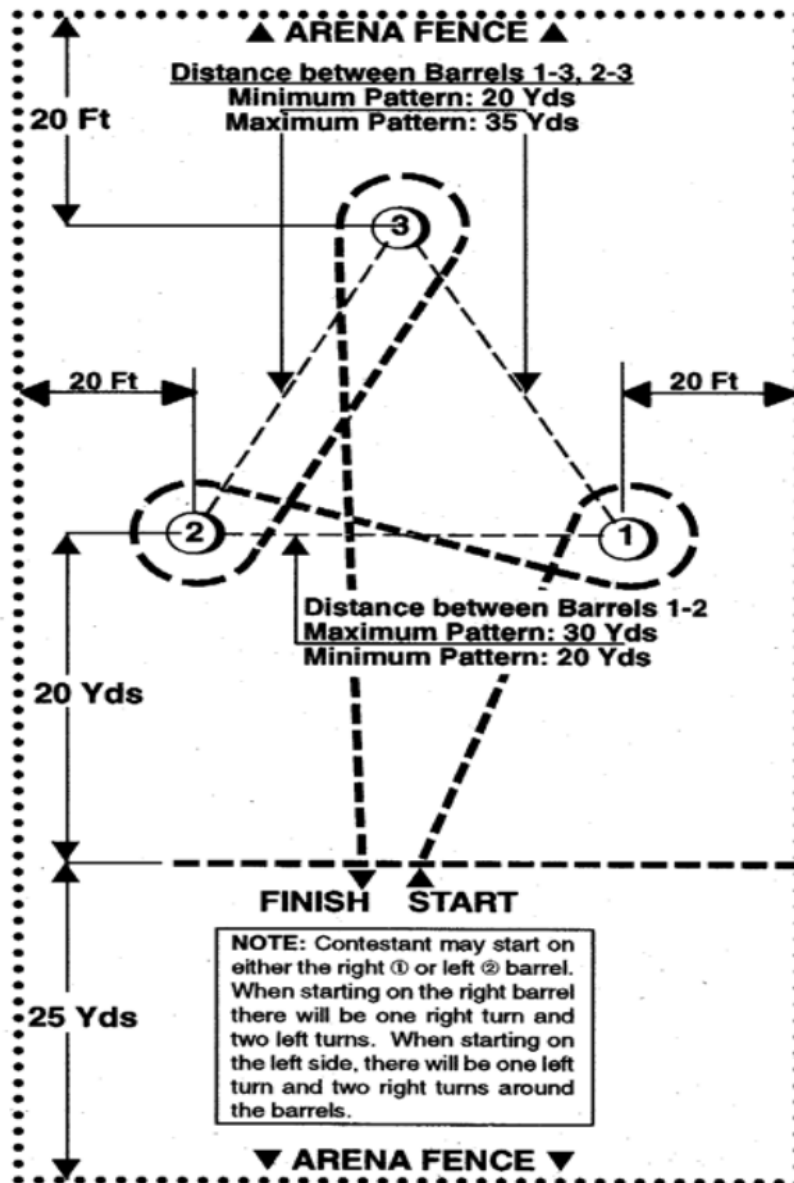 ▲ ARENA FENCE ▲
Distance between Barrels 1-3, 2-3
Minimum Pattern: 20 Yds
Maximum Pattern: 35 Yds
20 Ft
3
20 Ft
20 Ft
2
1
Distance between Barrels 1-2
Maximum Pattern: 30 Yds
Minimum Pattern: 20 Yds
20 Yds
FINISH START
NOTE: Contestant may start on
either the right ① or left ② barrel.
When starting on the right barrel
there will be one right turn and
two left turns. When starting on
the left side, there will be one left
turn and two right turns around
the barrels.
25 Yds
▼ ARENA FENCE ▼